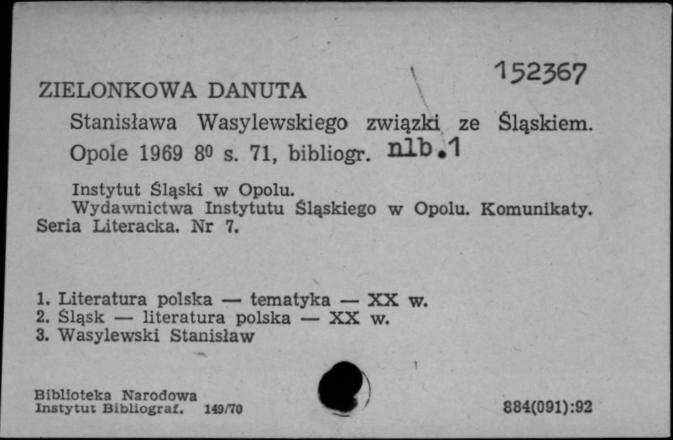 152367
ZIELONKOWA DANUTA
Stanisława Wasylewskiego związki ze Śląskiem.
Opole 1969 8⁰ s. 71, bibliogr. nlb.1
Instytut Śląski w Opolu.
Wydawnictwa Instytutu Śląskiego w Opolu. Komunikaty.
Seria Literacka. Nr 7.
1. Literatura polska — tematyka — XX w.
2. Śląsk — literatura polska — XX w.
3. Wasylewski Stanisław
Biblioteka Narodowa
Instytut Bibliograf. 149/70
884(091):92